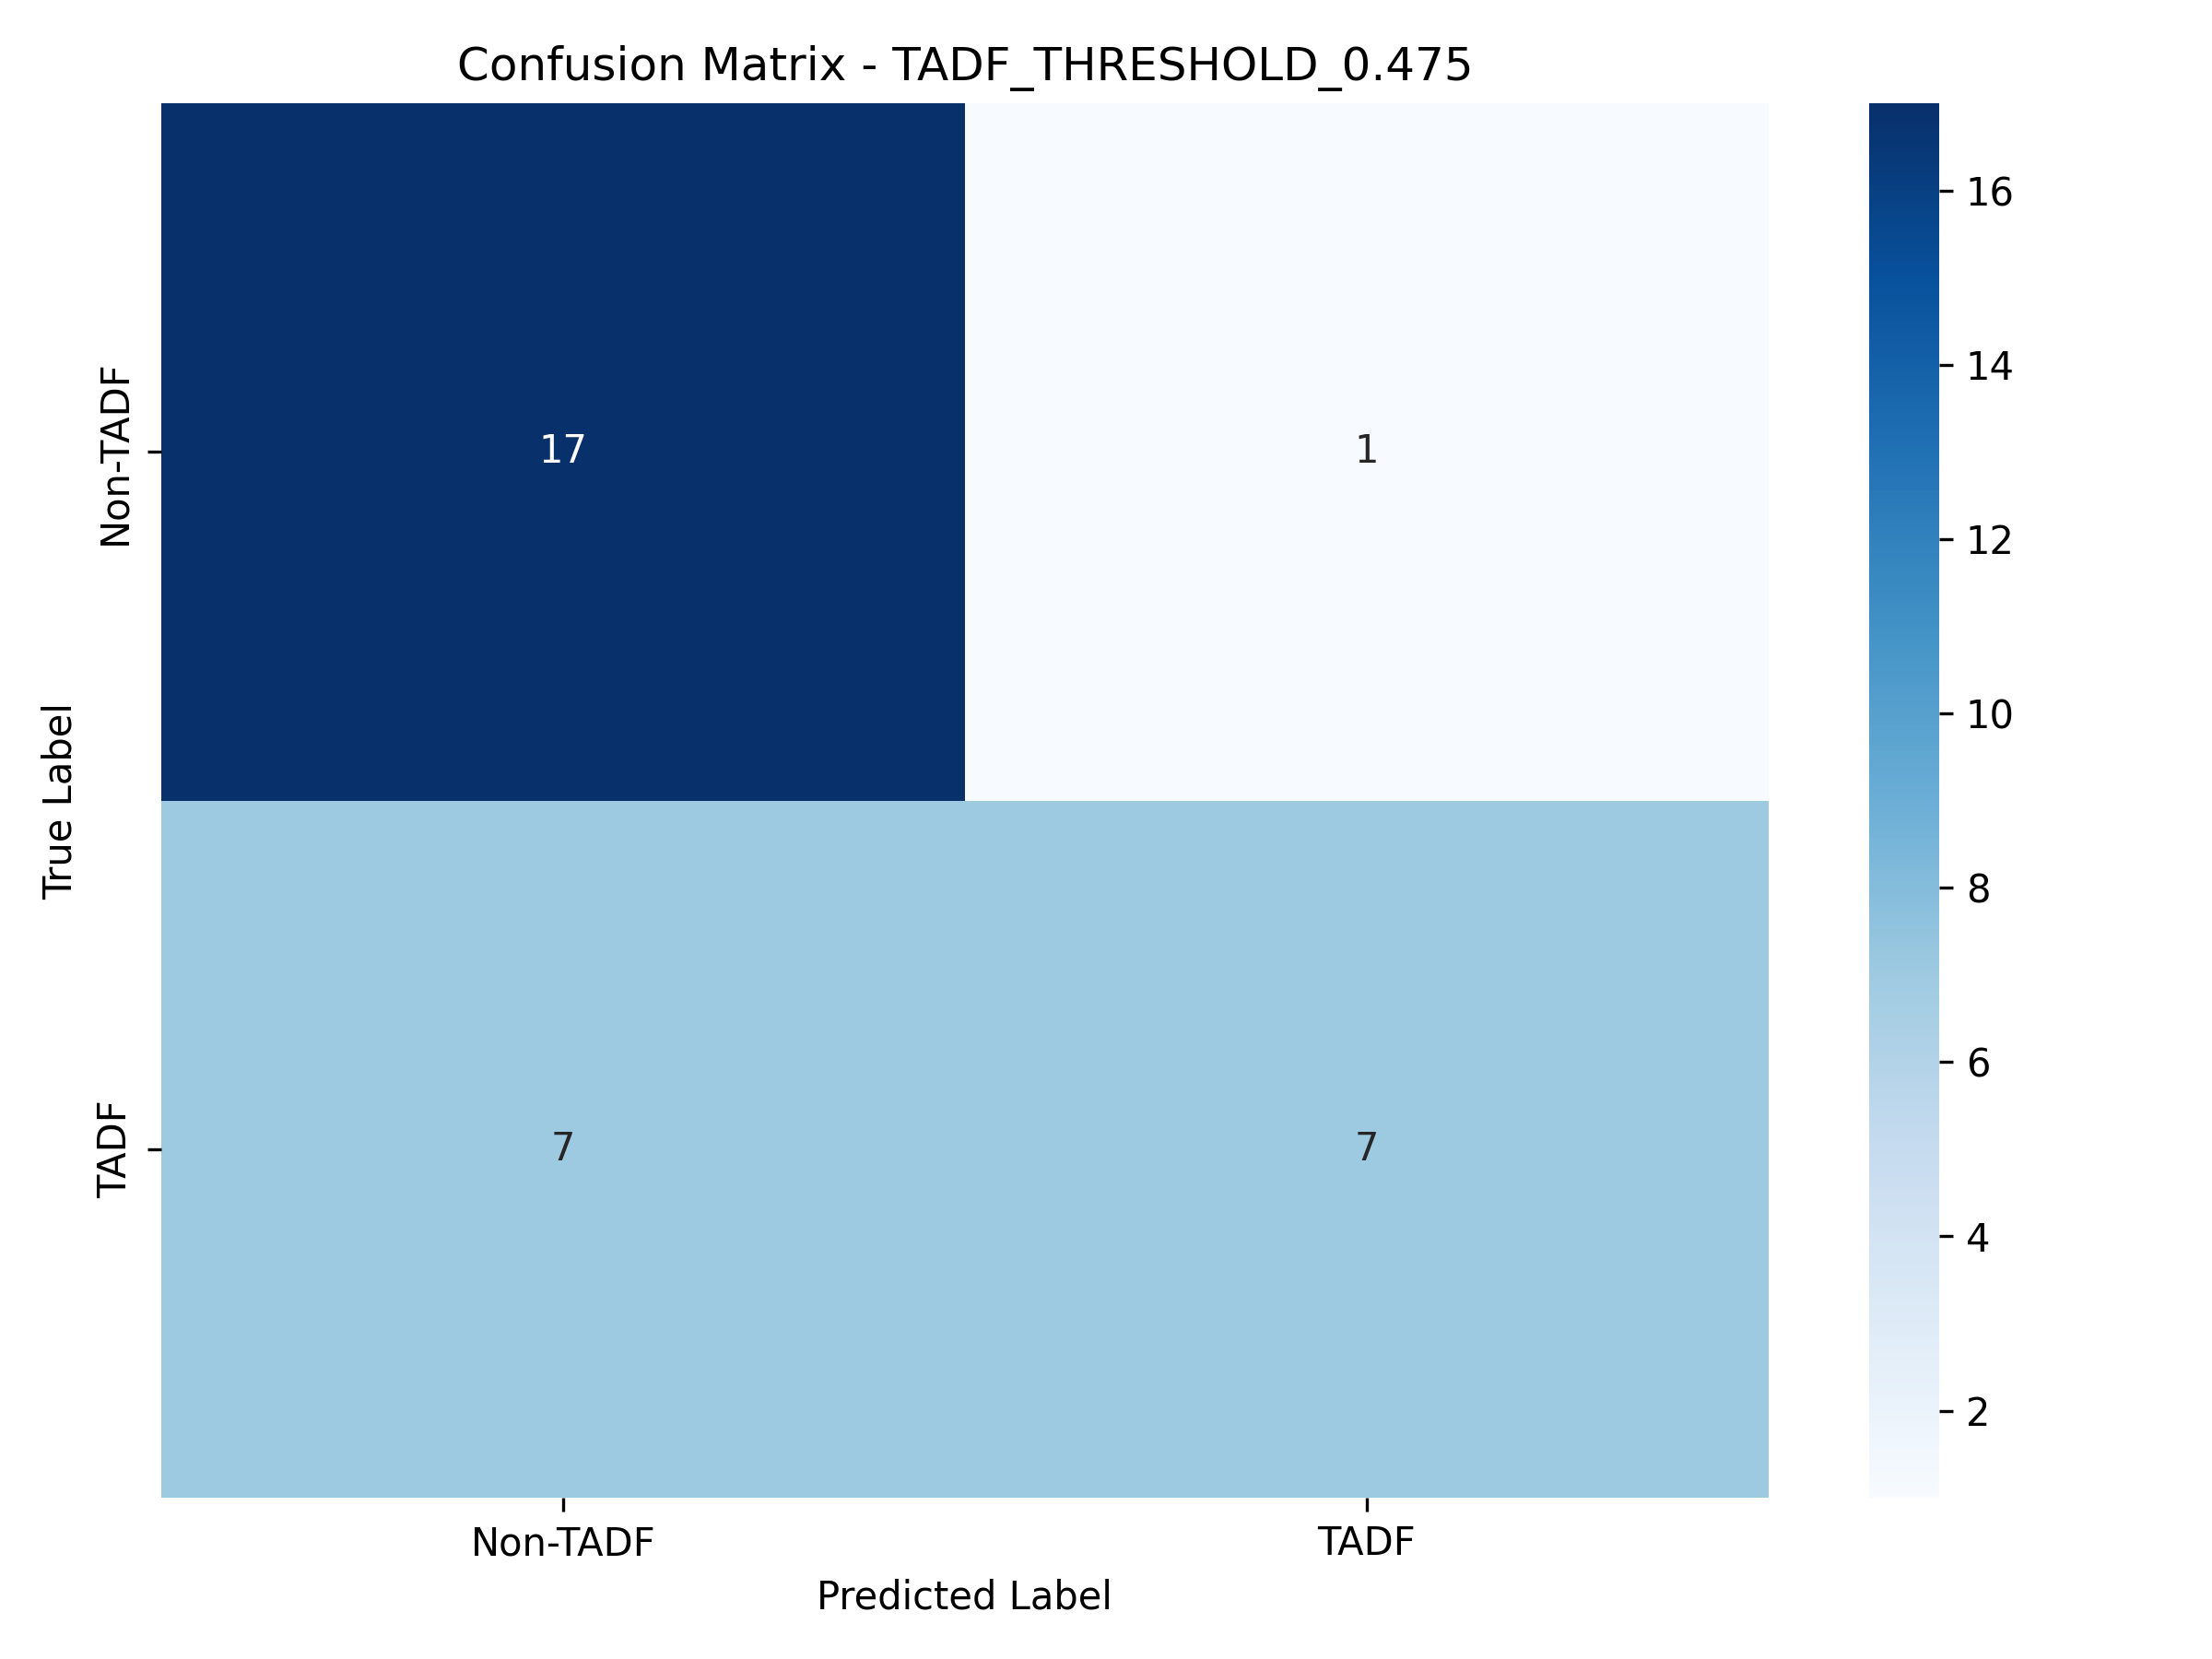 Confusion Matrix - TADF_THRESHOLD_0.475
True Label
Non-TADF
TADF
17
1
7
7
Non-TADF
TADF
Predicted Label
16
14
12
10
8
6
4
2